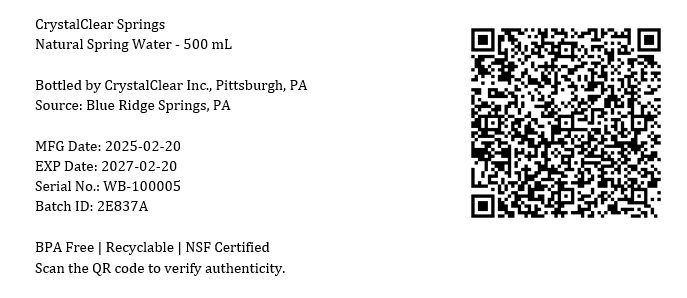 CrystalClear Springs
Natural Spring Water - 500 mL
Bottled by CrystalClear Inc., Pittsburgh, PA
Source: Blue Ridge Springs, PA
MFG Date: 2025-02-20
EXP Date: 2027-02-20
Serial No.: WB-100005
Batch ID: 2E837A
BPA Free | Recyclable | NSF Certified
Scan the QR code to verify authenticity.